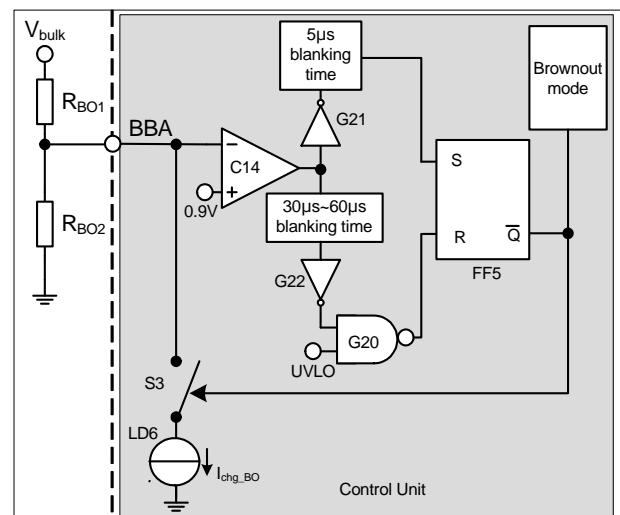 V_bulk
R_BO1
R_BO2
BBA
0.9V
C14
5µs
blanking
time
G21
30µs~60µs
blanking time
G22
G20
UVLO
S
R
Q̅
FF5
Brownout
mode
S3
LD6
I_chg_BO
Control Unit